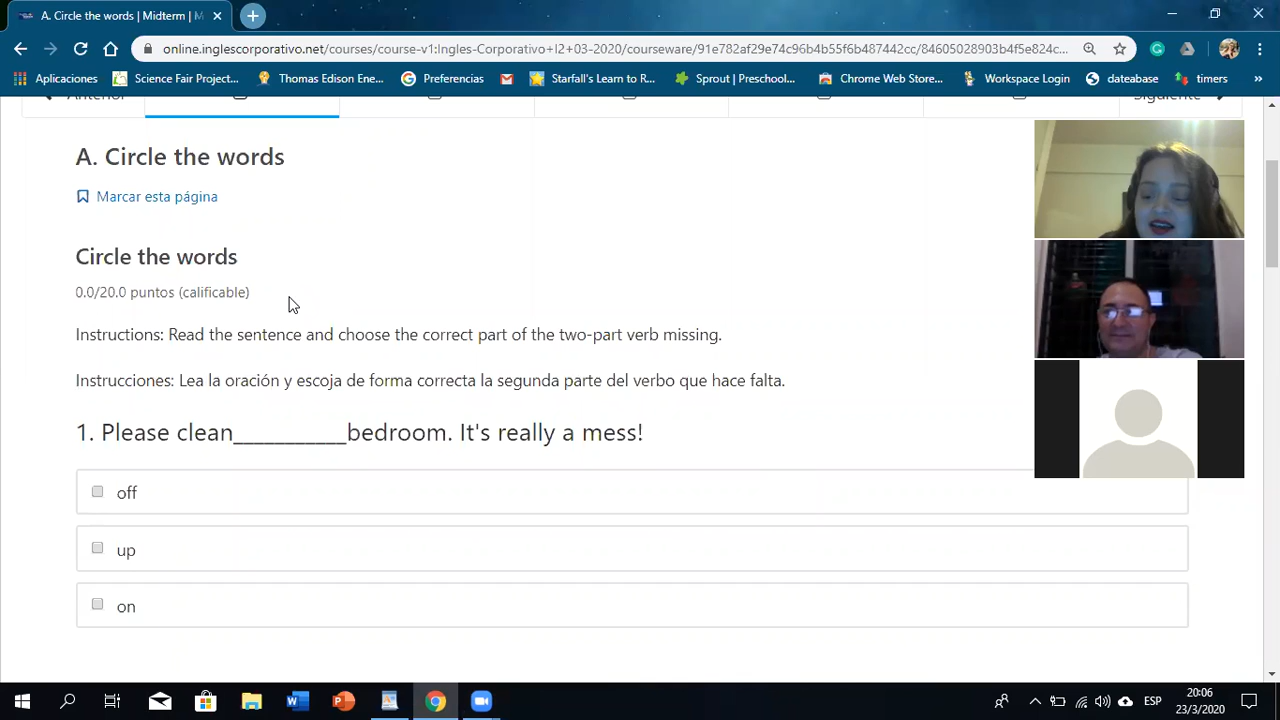 A. Circle the words | Midterm | M
online.inglescorporativo.net/courses/course-v1:Ingles-Corporativo+I2+03-2020/courseware/91e782af29e74c96b4b55f6b487442cc/84605028903b4f5e824c...
Aplicaciones Science Fair Project... Thomas Edison Ene... Preferencias Starfall's Learn to R... Sprout | Preschool... Chrome Web Store... Workspace Login dateabase timers
Anterior Siguiente
A. Circle the words
Marcar esta página
Circle the words
0.0/20.0 puntos (calificable)
Instructions: Read the sentence and choose the correct part of the two-part verb missing.
Instrucciones: Lea la oración y escoja de forma correcta la segunda parte del verbo que hace falta.
1. Please clean___________bedroom. It's really a mess!
off
up
on
ESP
20:06
23/3/2020